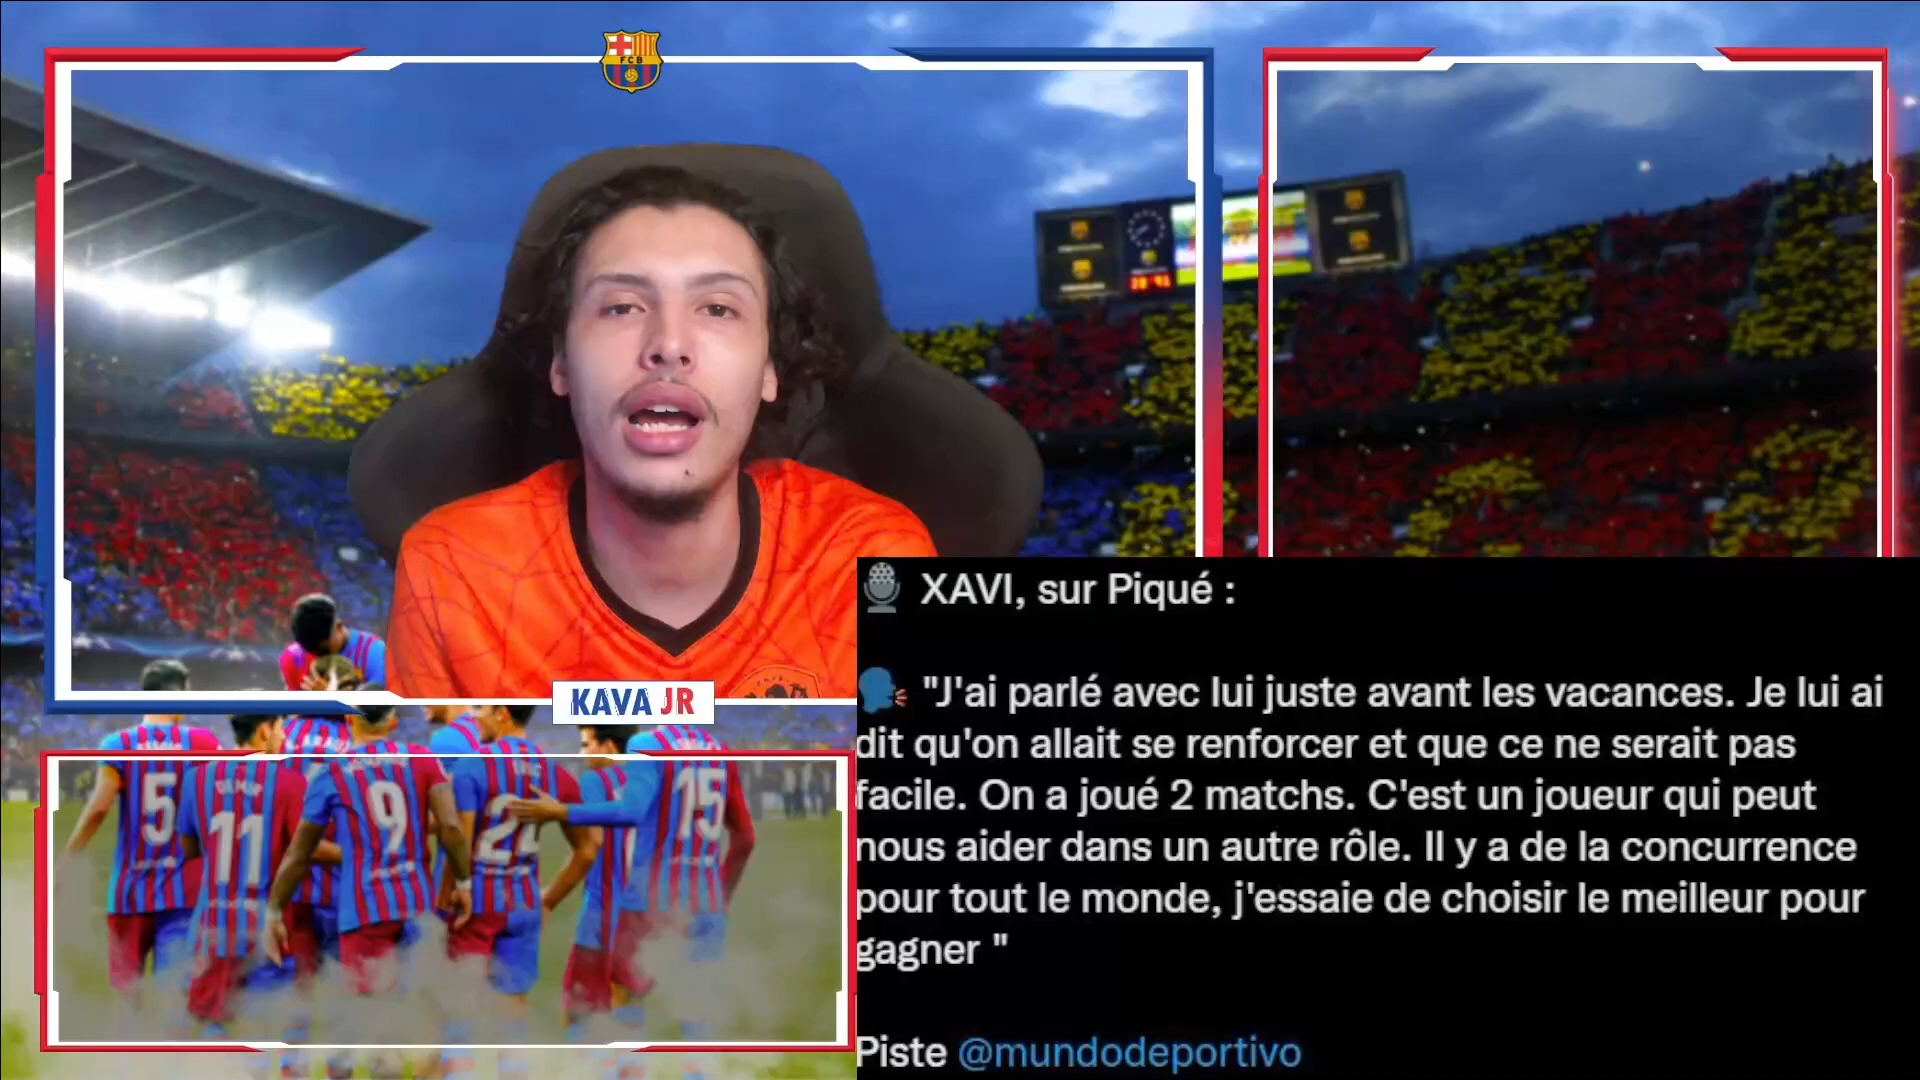 FCB
KAVA JR
5
11
9
22
15
XAVI, sur Piqué :
"J'ai parlé avec lui juste avant les vacances. Je lui ai
dit qu'on allait se renforcer et que ce ne serait pas
facile. On a joué 2 matchs. C'est un joueur qui peut
nous aider dans un autre rôle. Il y a de la concurrence
pour tout le monde, j'essaie de choisir le meilleur pour
gagner "
Piste @mundodeportivo